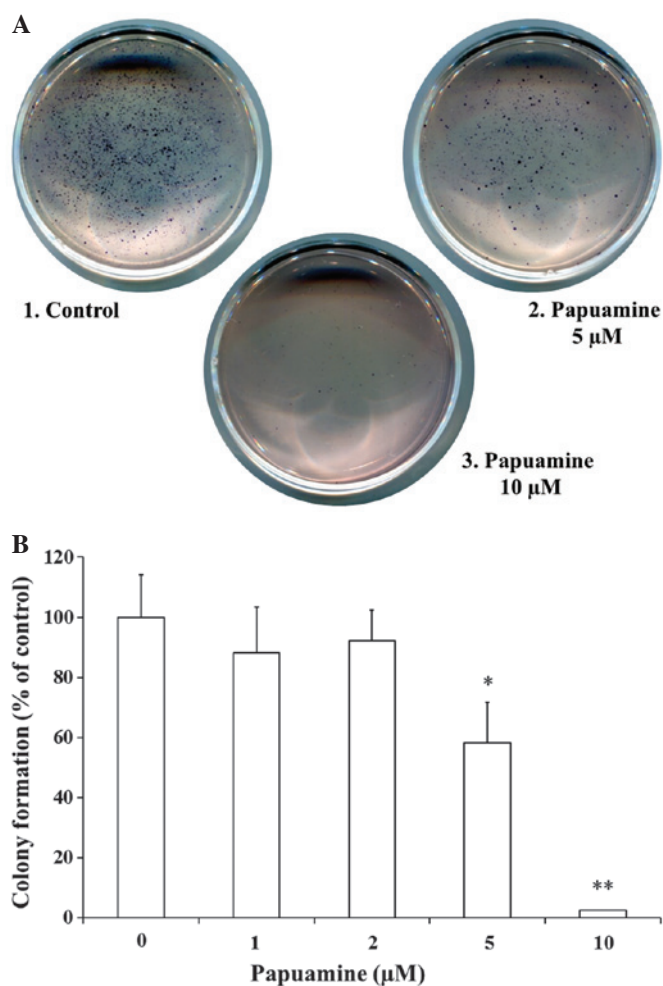 A
1. Control
2. Papuamine
5 μM
3. Papuamine
10 μM
B
Colony formation (% of control)
120
100
80
60
40
20
0
*
**
0 1 2 5 10
Papuamine (μM)